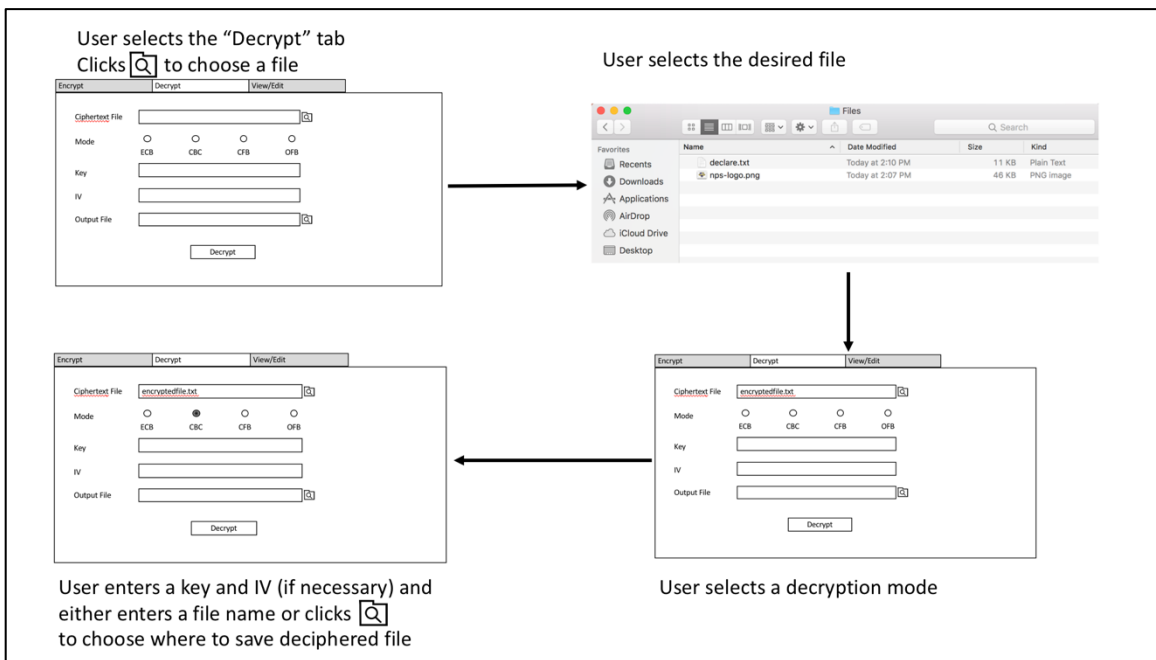 User selects the “Decrypt” tab
Clicks to choose a file
Encrypt Decrypt View/Edit
Ciphertext File
Mode
ECB CBC CFB OFB
Key
IV
Output File
Decrypt
User selects the desired file
Files
Search
Favorites
Recents
Downloads
Applications
AirDrop
iCloud Drive
Desktop
Name Date Modified Size Kind
declare.txt Today at 2:10 PM 11 KB Plain Text
nps-logo.png Today at 2:07 PM 46 KB PNG image
Encrypt Decrypt View/Edit
Ciphertext File encryptedfile.txt
Mode
ECB CBC CFB OFB
Key
IV
Output File
Decrypt
User selects a decryption mode
Encrypt Decrypt View/Edit
Ciphertext File encryptedfile.txt
Mode
ECB CBC CFB OFB
Key
IV
Output File
Decrypt
User enters a key and IV (if necessary) and
either enters a file name or clicks
to choose where to save deciphered file